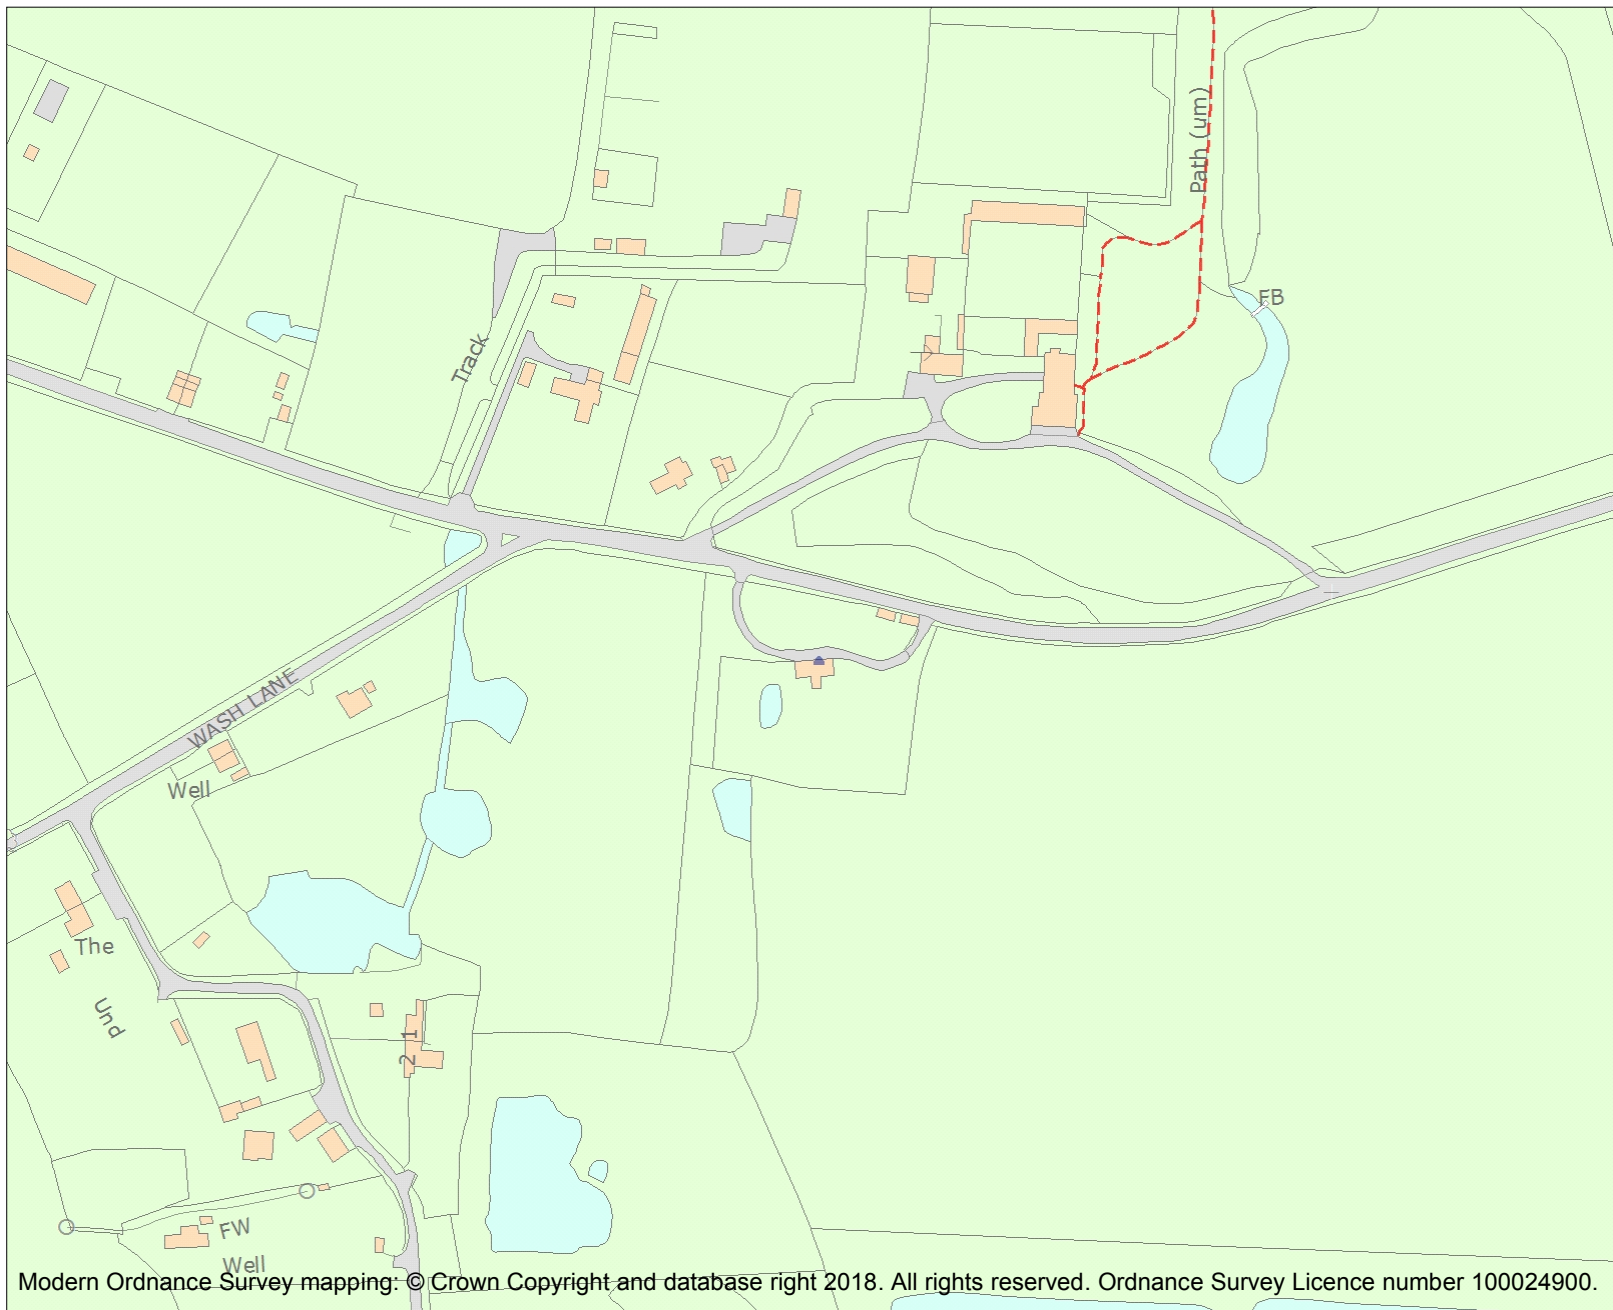 Path (um)
FB
Track
WASH LANE
Well
The
Und
1
2
FW
Well
Modern Ordnance Survey mapping: © Crown Copyright and database right 2018. All rights reserved. Ordnance Survey Licence number 100024900.